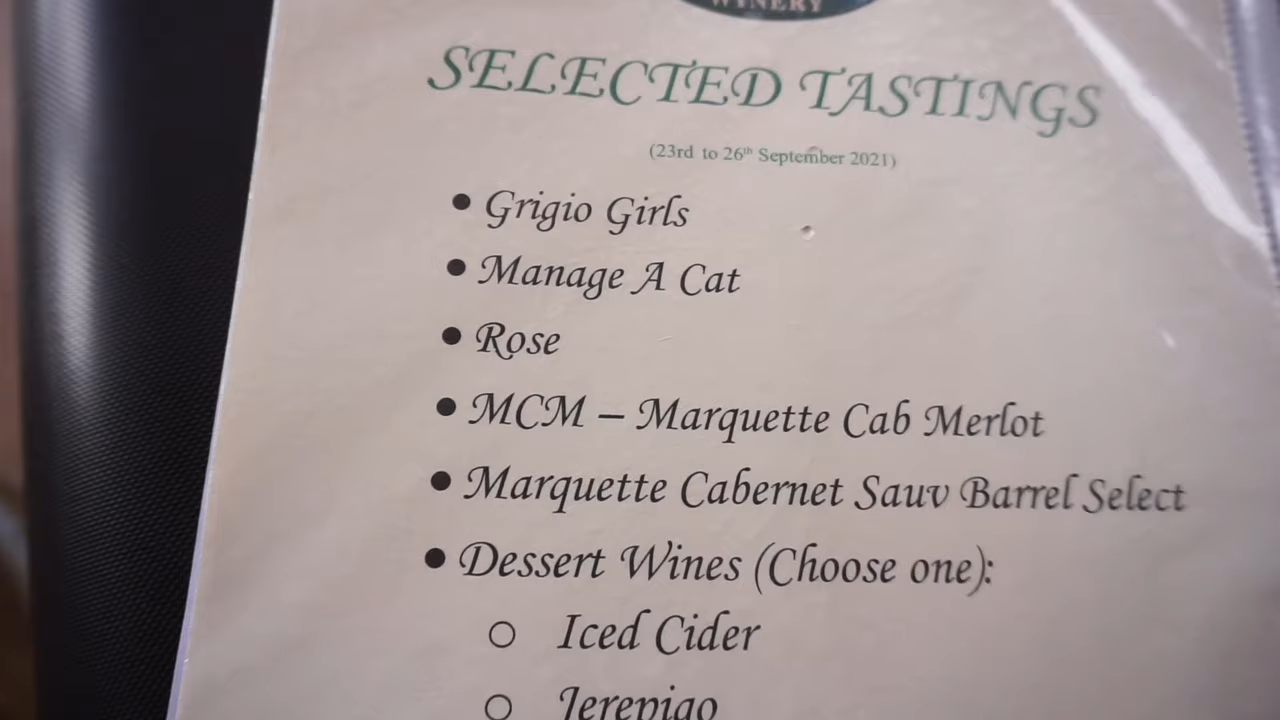 WINERY
SELECTED TASTINGS
(23rd to 26th September 2021)
• Grigio Girls
• Manage A Cat
• Rose
• MCM – Marquette Cab Merlot
• Marquette Cabernet Sauv Barrel Select
• Dessert Wines (Choose one):
○ Iced Cider
○ Jerepigo